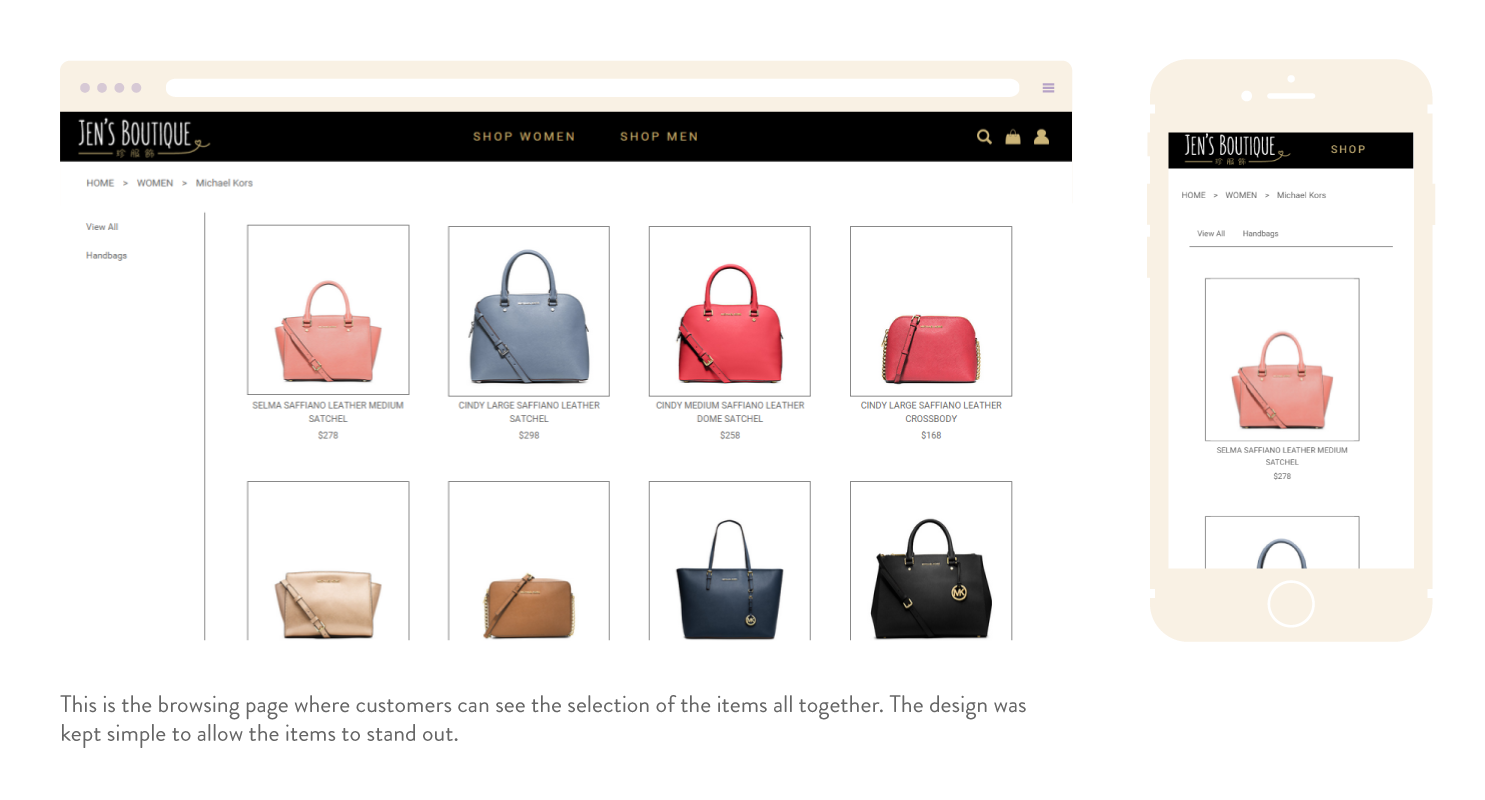 JEN'S BOUTIQUE
珍服飾
SHOP WOMEN SHOP MEN
HOME > WOMEN > Michael Kors
View All
Handbags
SELMA SAFFIANO LEATHER MEDIUM
SATCHEL
$278
CINDY LARGE SAFFIANO LEATHER
SATCHEL
$298
CINDY MEDIUM SAFFIANO LEATHER
DOME SATCHEL
$258
CINDY LARGE SAFFIANO LEATHER
CROSSBODY
$168
MK
MK
JEN'S BOUTIQUE
珍服飾
SHOP
HOME > WOMEN > Michael Kors
View All Handbags
SELMA SAFFIANO LEATHER MEDIUM
SATCHEL
$278
This is the browsing page where customers can see the selection of the items all together. The design was
kept simple to allow the items to stand out.